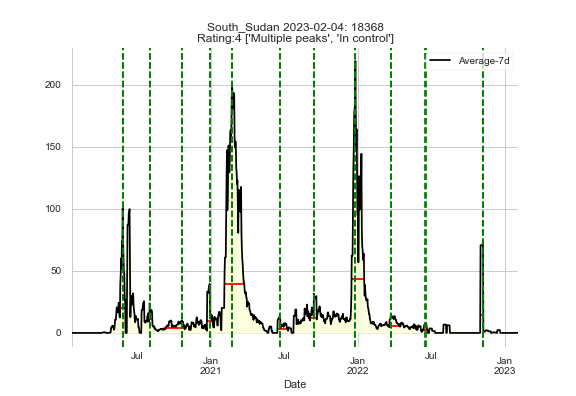 South_Sudan 2023-02-04: 18368
Rating:4 ['Multiple peaks', 'In control']
Average-7d
200
150
100
50
0
Jul
Jan
2021
Jul
Jan
2022
Jul
Jan
2023
Date